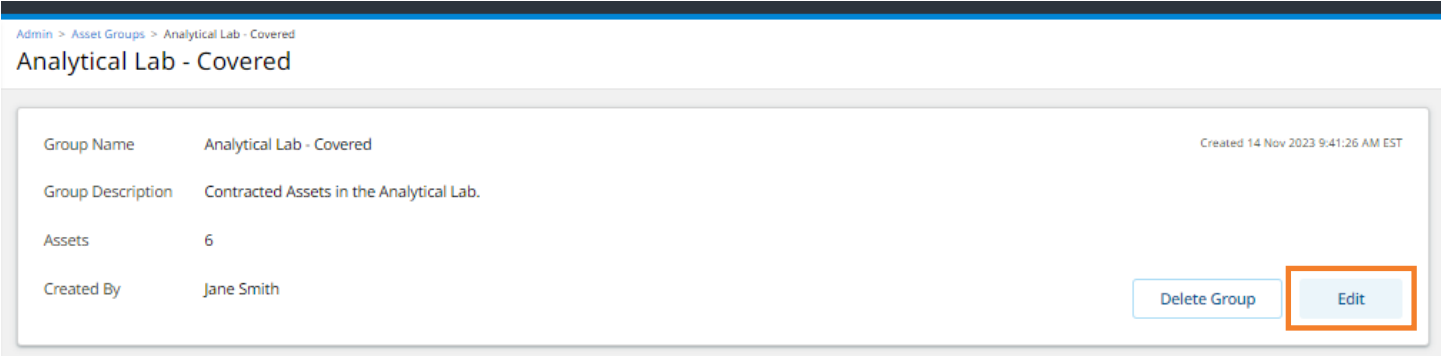 Admin > Asset Groups > Analytical Lab - Covered
Analytical Lab - Covered
Group Name Analytical Lab - Covered Created 14 Nov 2023 9:41:26 AM EST
Group Description Contracted Assets in the Analytical Lab.
Assets 6
Created By Jane Smith
Delete Group Edit